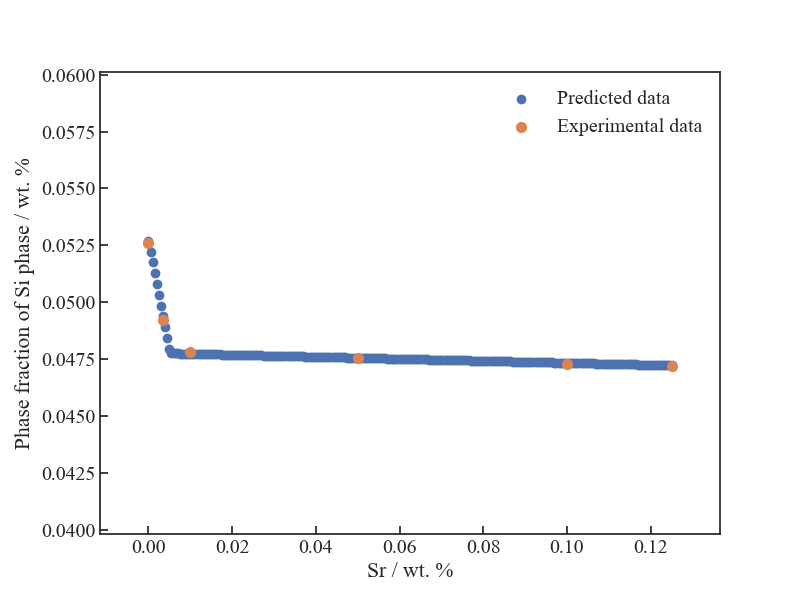 0.0600
0.0575
0.0550
0.0525
0.0500
0.0475
0.0450
0.0425
0.0400
Phase fraction of Si phase / wt. %
Predicted data
Experimental data
0.00 0.02 0.04 0.06 0.08 0.10 0.12
Sr / wt. %